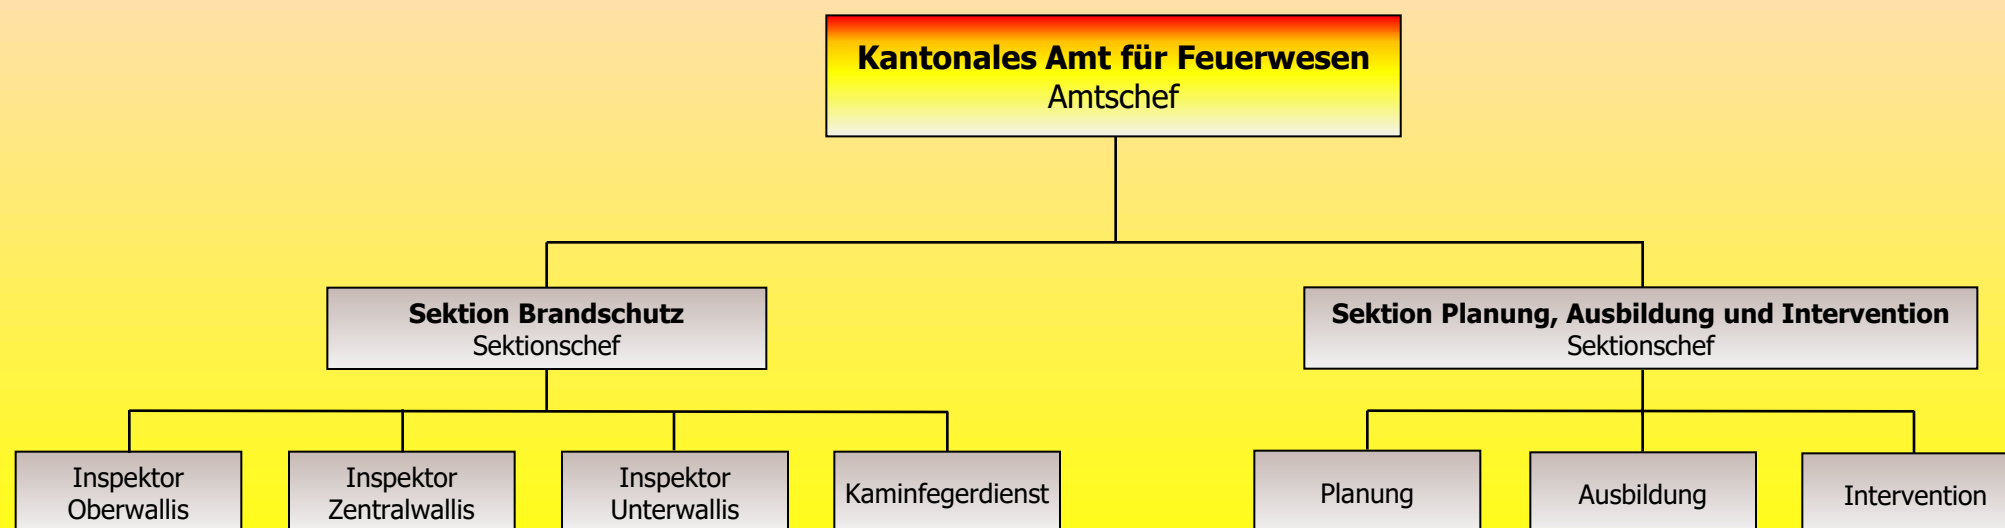 Kantonales Amt für Feuerwesen
Amtschef
Sektion Brandschutz
Sektionschef
Sektion Planung, Ausbildung und Intervention
Sektionschef
Inspektor
Oberwallis
Inspektor
Zentralwallis
Inspektor
Unterwallis
Kaminfegerdienst
Planung
Ausbildung
Intervention